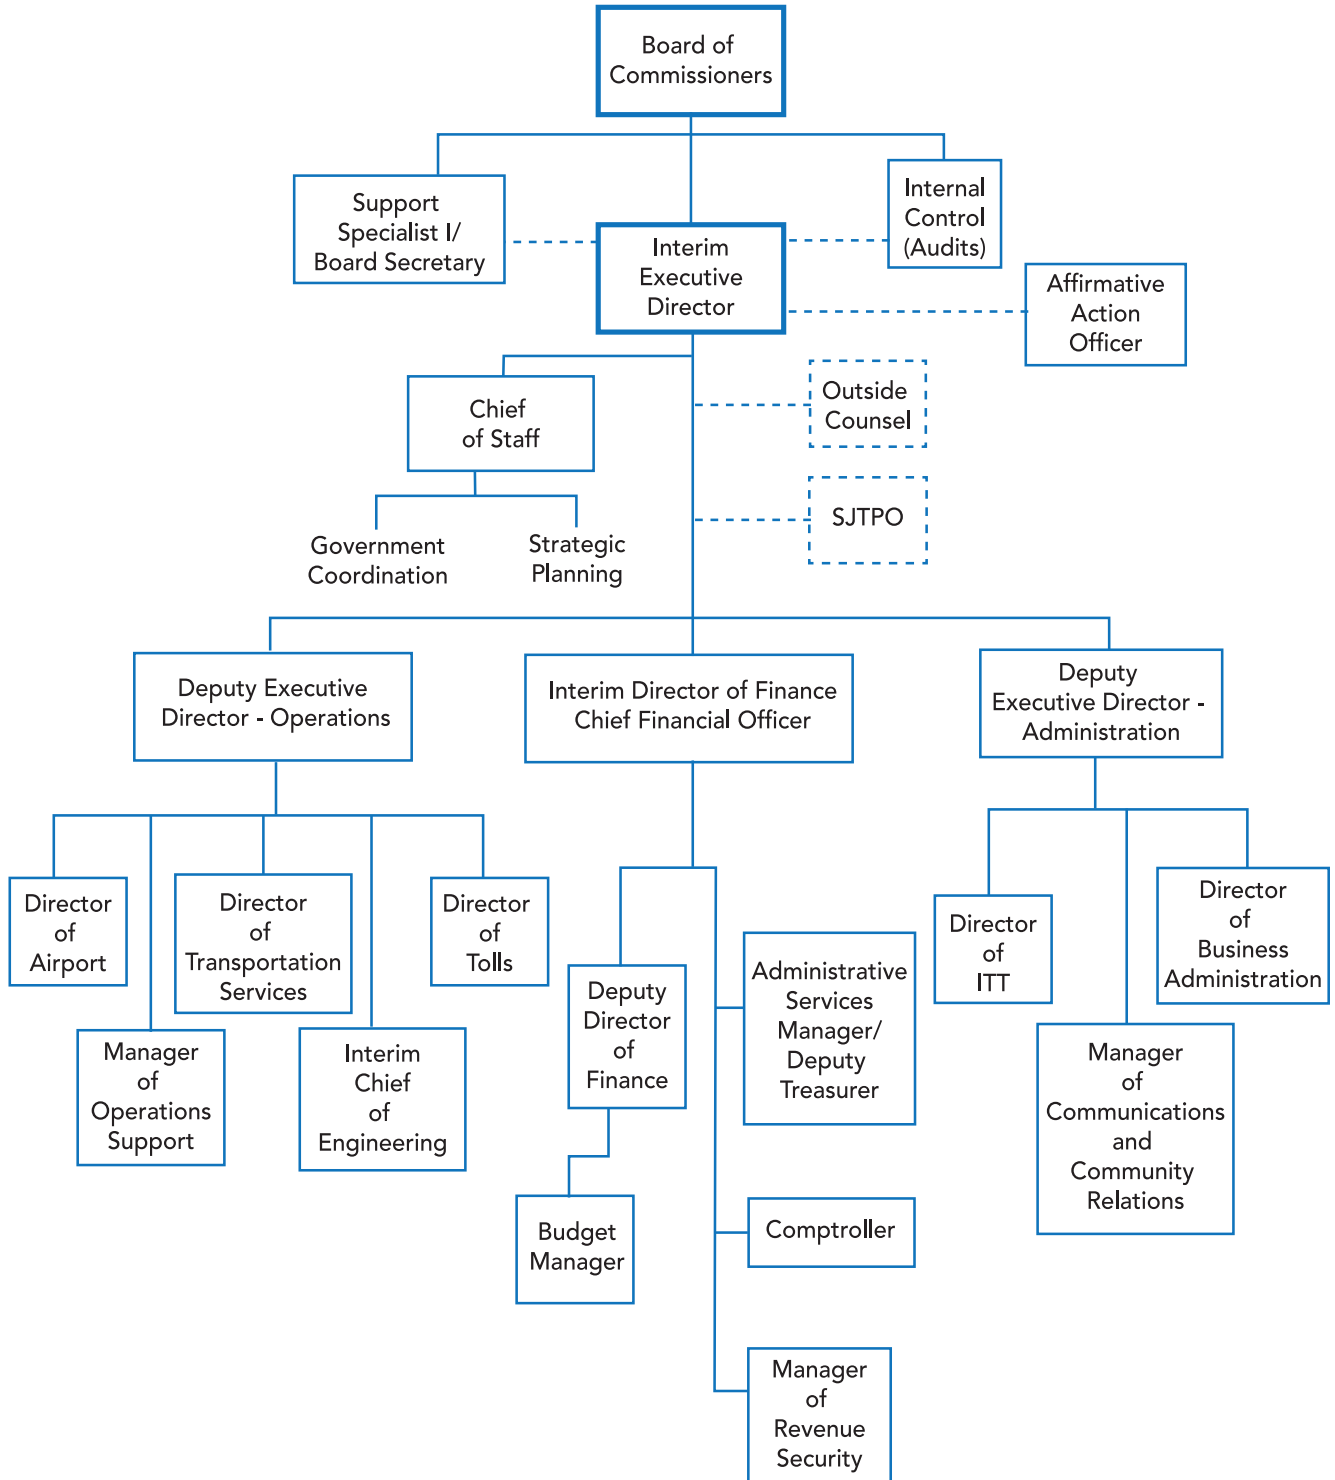 Board of
Commissioners
Support
Specialist I/
Board Secretary
Interim
Executive
Director
Internal
Control
(Audits)
Affirmative
Action
Officer
Chief
of Staff
Outside
Counsel
SJTPO
Government
Coordination
Strategic
Planning
Deputy Executive
Director - Operations
Interim Director of Finance
Chief Financial Officer
Deputy
Executive Director -
Administration
Director
of
Airport
Director
of
Transportation
Services
Director
of
Tolls
Manager
of
Operations
Support
Interim
Chief
of
Engineering
Deputy
Director
of
Finance
Administrative
Services
Manager/
Deputy
Treasurer
Budget
Manager
Comptroller
Manager
of
Revenue
Security
Director
of
ITT
Manager
of
Communications
and
Community
Relations
Director
of
Business
Administration